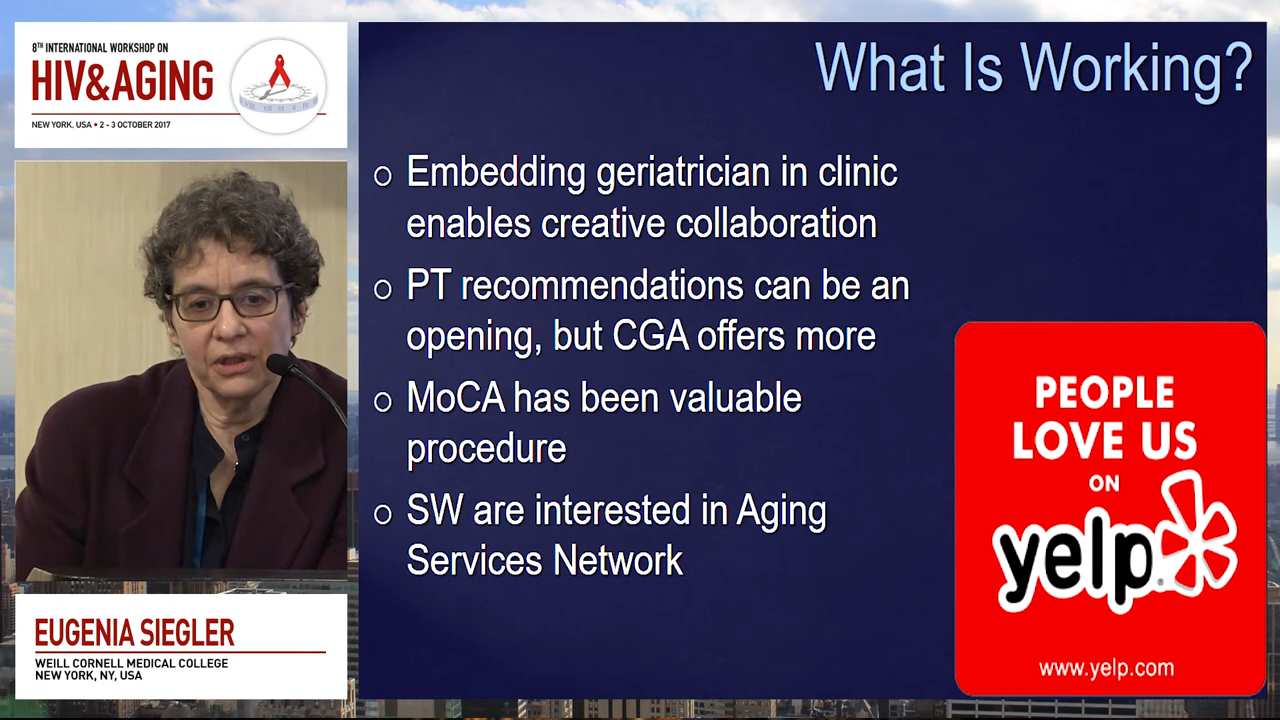 8TH INTERNATIONAL WORKSHOP ON
HIV&AGING
NEW YORK, USA • 2 - 3 OCTOBER 2017
What Is Working?
o Embedding geriatrician in clinic
enables creative collaboration
o PT recommendations can be an
opening, but CGA offers more
o MoCA has been valuable
procedure
o SW are interested in Aging
Services Network
PEOPLE
LOVE US
ON
yelp
www.yelp.com
EUGENIA SIEGLER
WEILL CORNELL MEDICAL COLLEGE
NEW YORK, NY, USA